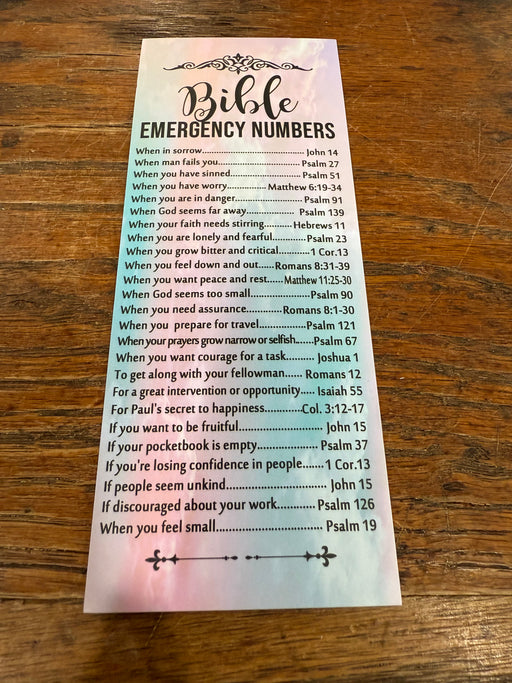 Bible
EMERGENCY NUMBERS
When in sorrow.......................................John 14
When man fails you...............................Psalm 27
When you have sinned............................Psalm 51
When you have worry...............Matthew 6:19-34
When you are in danger..........................Psalm 91
When God seems far away....................Psalm 139
When your faith needs stirring...........Hebrews 11
When you are lonely and fearful..............Psalm 23
When you grow bitter and critical............1 Cor.13
When you feel down and out......Romans 8:31-39
When you want peace and rest......Matthew 11:25-30
When God seems too small......................Psalm 90
When you need assurance...............Romans 8:1-30
When you prepare for travel................Psalm 121
When your prayers grow narrow or selfish.......Psalm 67
When you want courage for a task.......... Joshua 1
To get along with your fellowman...... Romans 12
For a great intervention or opportunity..... Isaiah 55
For Paul's secret to happiness............Col. 3:12-17
If you want to be fruitful........................ John 15
If your pocketbook is empty................. Psalm 37
If you're losing confidence in people.......1 Cor.13
If people seem unkind............................ John 15
If discouraged about your work........... Psalm 126
When you feel small................................ Psalm 19